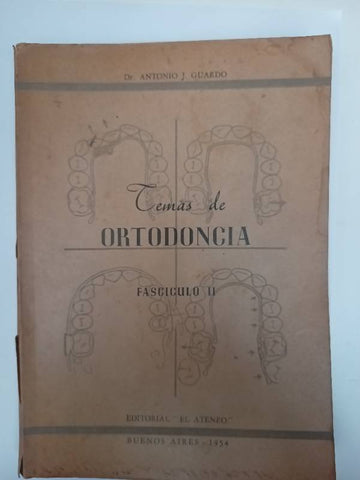 Dr. ANTONIO J. GUARDO
Temas de
ORTODONCIA
FASCICULO II
EDITORIAL "EL ATENEO"
BUENOS AIRES - 1954